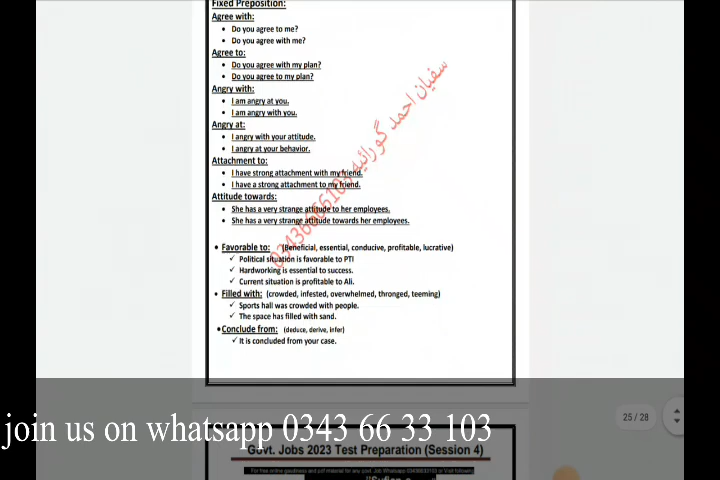 Fixed Preposition:
Agree with:
• Do you agree to me?
• Do you agree with me?
Agree to:
• Do you agree with my plan?
• Do you agree to my plan?
Angry with:
• I am angry at you.
• I am angry with you.
Angry at:
• I angry with your attitude.
• I angry at your behavior.
Attachment to:
• I have strong attachment with my friend.
• I have a strong attachment to my friend.
Attitude towards:
• She has a very strange attitude to her employees.
• She has a very strange attitude towards her employees.
سفیان احمد گورائیہ
• Favorable to: (Beneficial, essential, conducive, profitable, lucrative)
✓ Political situation is favorable to PTI
✓ Hardworking is essential to success.
✓ Current situation is profitable to Ali.
• Filled with: (crowded, infested, overwhelmed, thronged, teeming)
✓ Sports hall was crowded with people.
✓ The space has filled with sand.
• Conclude from: (deduce, derive, infer)
✓ It is concluded from your case.
25 / 28
join us on whatsapp 0343 66 33 103
Govt. Jobs 2023 Test Preparation (Session 4)